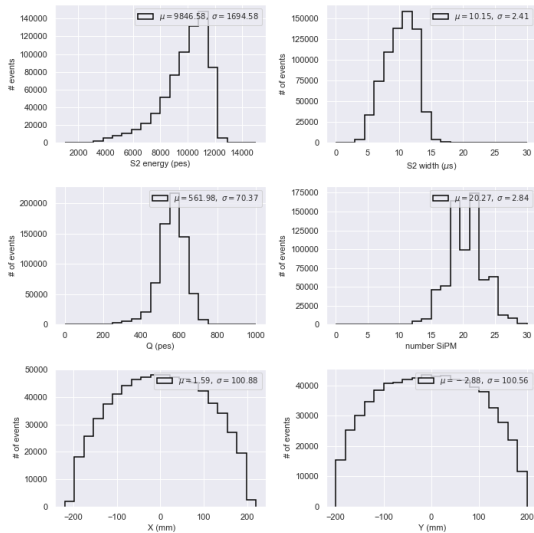 μ = 9846.58, σ = 1694.58
# events
140000
120000
100000
80000
60000
40000
20000
0
2000 4000 6000 8000 10000 12000 14000
S2 energy (pes)
μ = 10.15, σ = 2.41
# of events
150000
125000
100000
75000
50000
25000
0
0 5 10 15 20 25 30
S2 width (μs)
μ = 561.98, σ = 70.37
# of events
200000
150000
100000
50000
0
0 200 400 600 800 1000
Q (pes)
μ = 20.27, σ = 2.84
# of events
175000
150000
125000
100000
75000
50000
25000
0
0 5 10 15 20 25 30
number SiPM
μ = 1.59, σ = 100.88
# of events
50000
40000
30000
20000
10000
0
−200 −100 0 100 200
X (mm)
μ = −2.88, σ = 100.56
# of events
40000
30000
20000
10000
0
−200 −100 0 100 200
Y (mm)